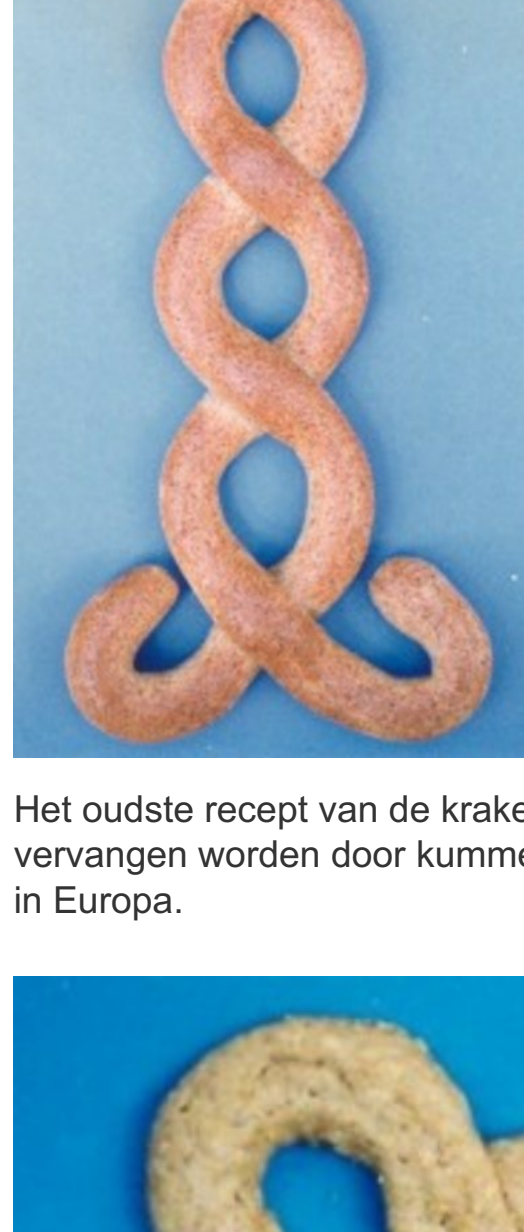 Het oudste recept van de krake
vervangen worden door kumme
in Europa.